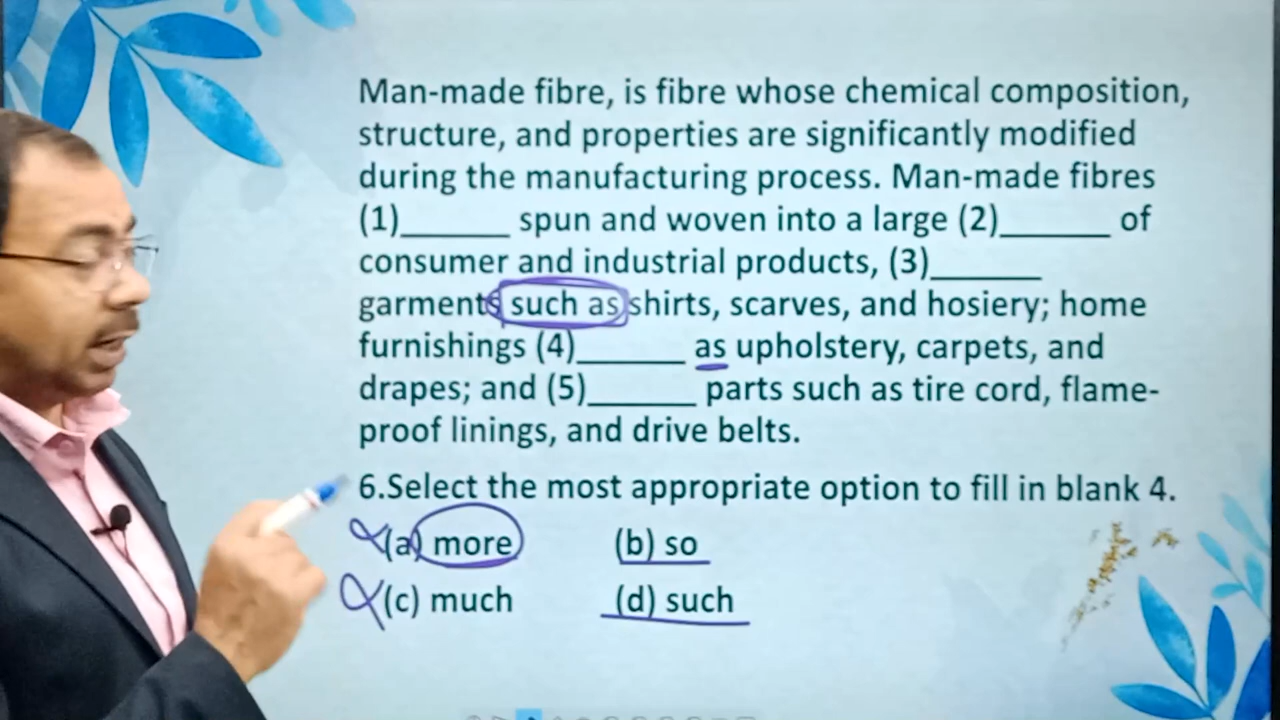 Man-made fibre, is fibre whose chemical composition,
structure, and properties are significantly modified
during the manufacturing process. Man-made fibres
(1)______ spun and woven into a large (2)______ of
consumer and industrial products, (3)______
garments such as shirts, scarves, and hosiery; home
furnishings (4)______ as upholstery, carpets, and
drapes; and (5)______ parts such as tire cord, flame-
proof linings, and drive belts.
6.Select the most appropriate option to fill in blank 4.
(a) more (b) so
(c) much (d) such